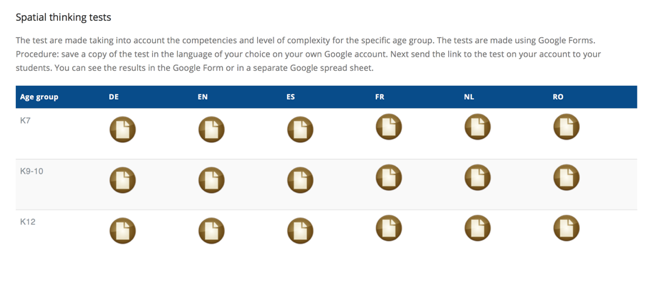 Spatial thinking tests
The test are made taking into account the competencies and level of complexity for the specific age group. The tests are made using Google Forms.
Procedure: save a copy of the test in the language of your choice on your own Google account. Next send the link to the test on your account to your
students. You can see the results in the Google Form or in a separate Google spread sheet.
Age group DE EN ES FR NL RO
K7
K9-10
K12